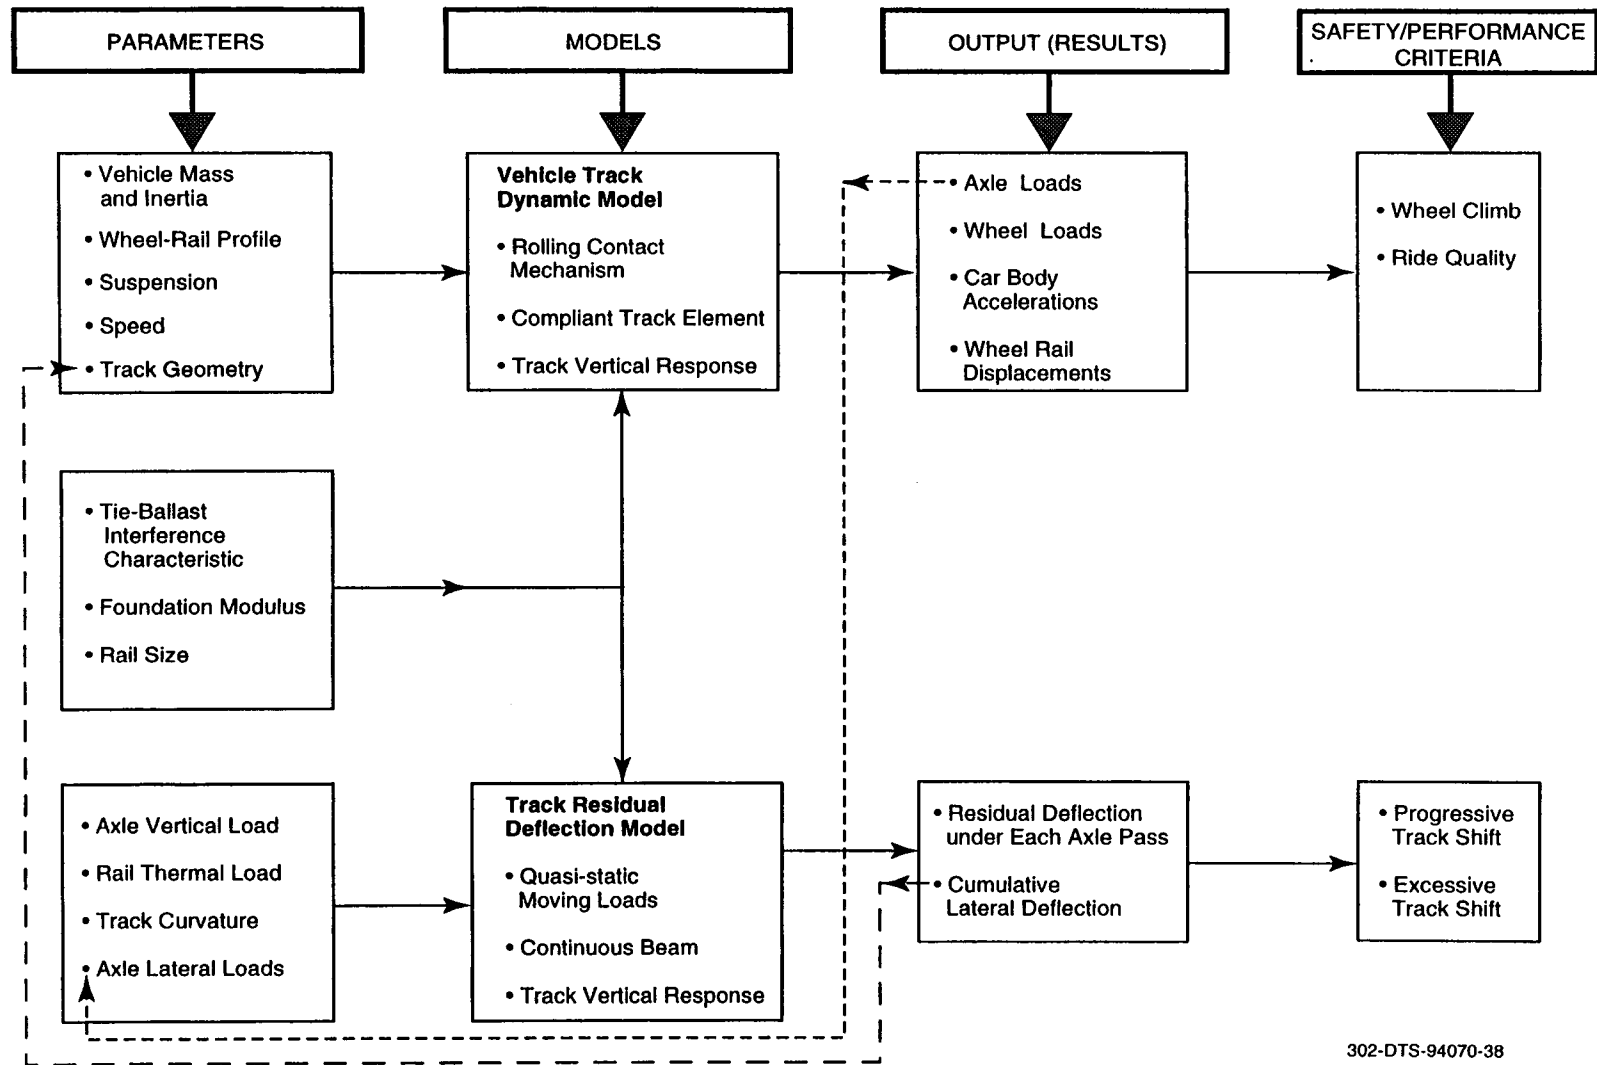 PARAMETERS
MODELS
OUTPUT (RESULTS)
SAFETY/PERFORMANCE
CRITERIA
• Vehicle Mass
and Inertia
• Wheel-Rail Profile
• Suspension
• Speed
• Track Geometry
Vehicle Track
Dynamic Model
• Rolling Contact
Mechanism
• Compliant Track Element
• Track Vertical Response
• Axle Loads
• Wheel Loads
• Car Body
Accelerations
• Wheel Rail
Displacements
• Wheel Climb
• Ride Quality
• Tie-Ballast
Interference
Characteristic
• Foundation Modulus
• Rail Size
• Axle Vertical Load
• Rail Thermal Load
• Track Curvature
• Axle Lateral Loads
Track Residual
Deflection Model
• Quasi-static
Moving Loads
• Continuous Beam
• Track Vertical Response
• Residual Deflection
under Each Axle Pass
• Cumulative
Lateral Deflection
• Progressive
Track Shift
• Excessive
Track Shift
302-DTS-94070-38